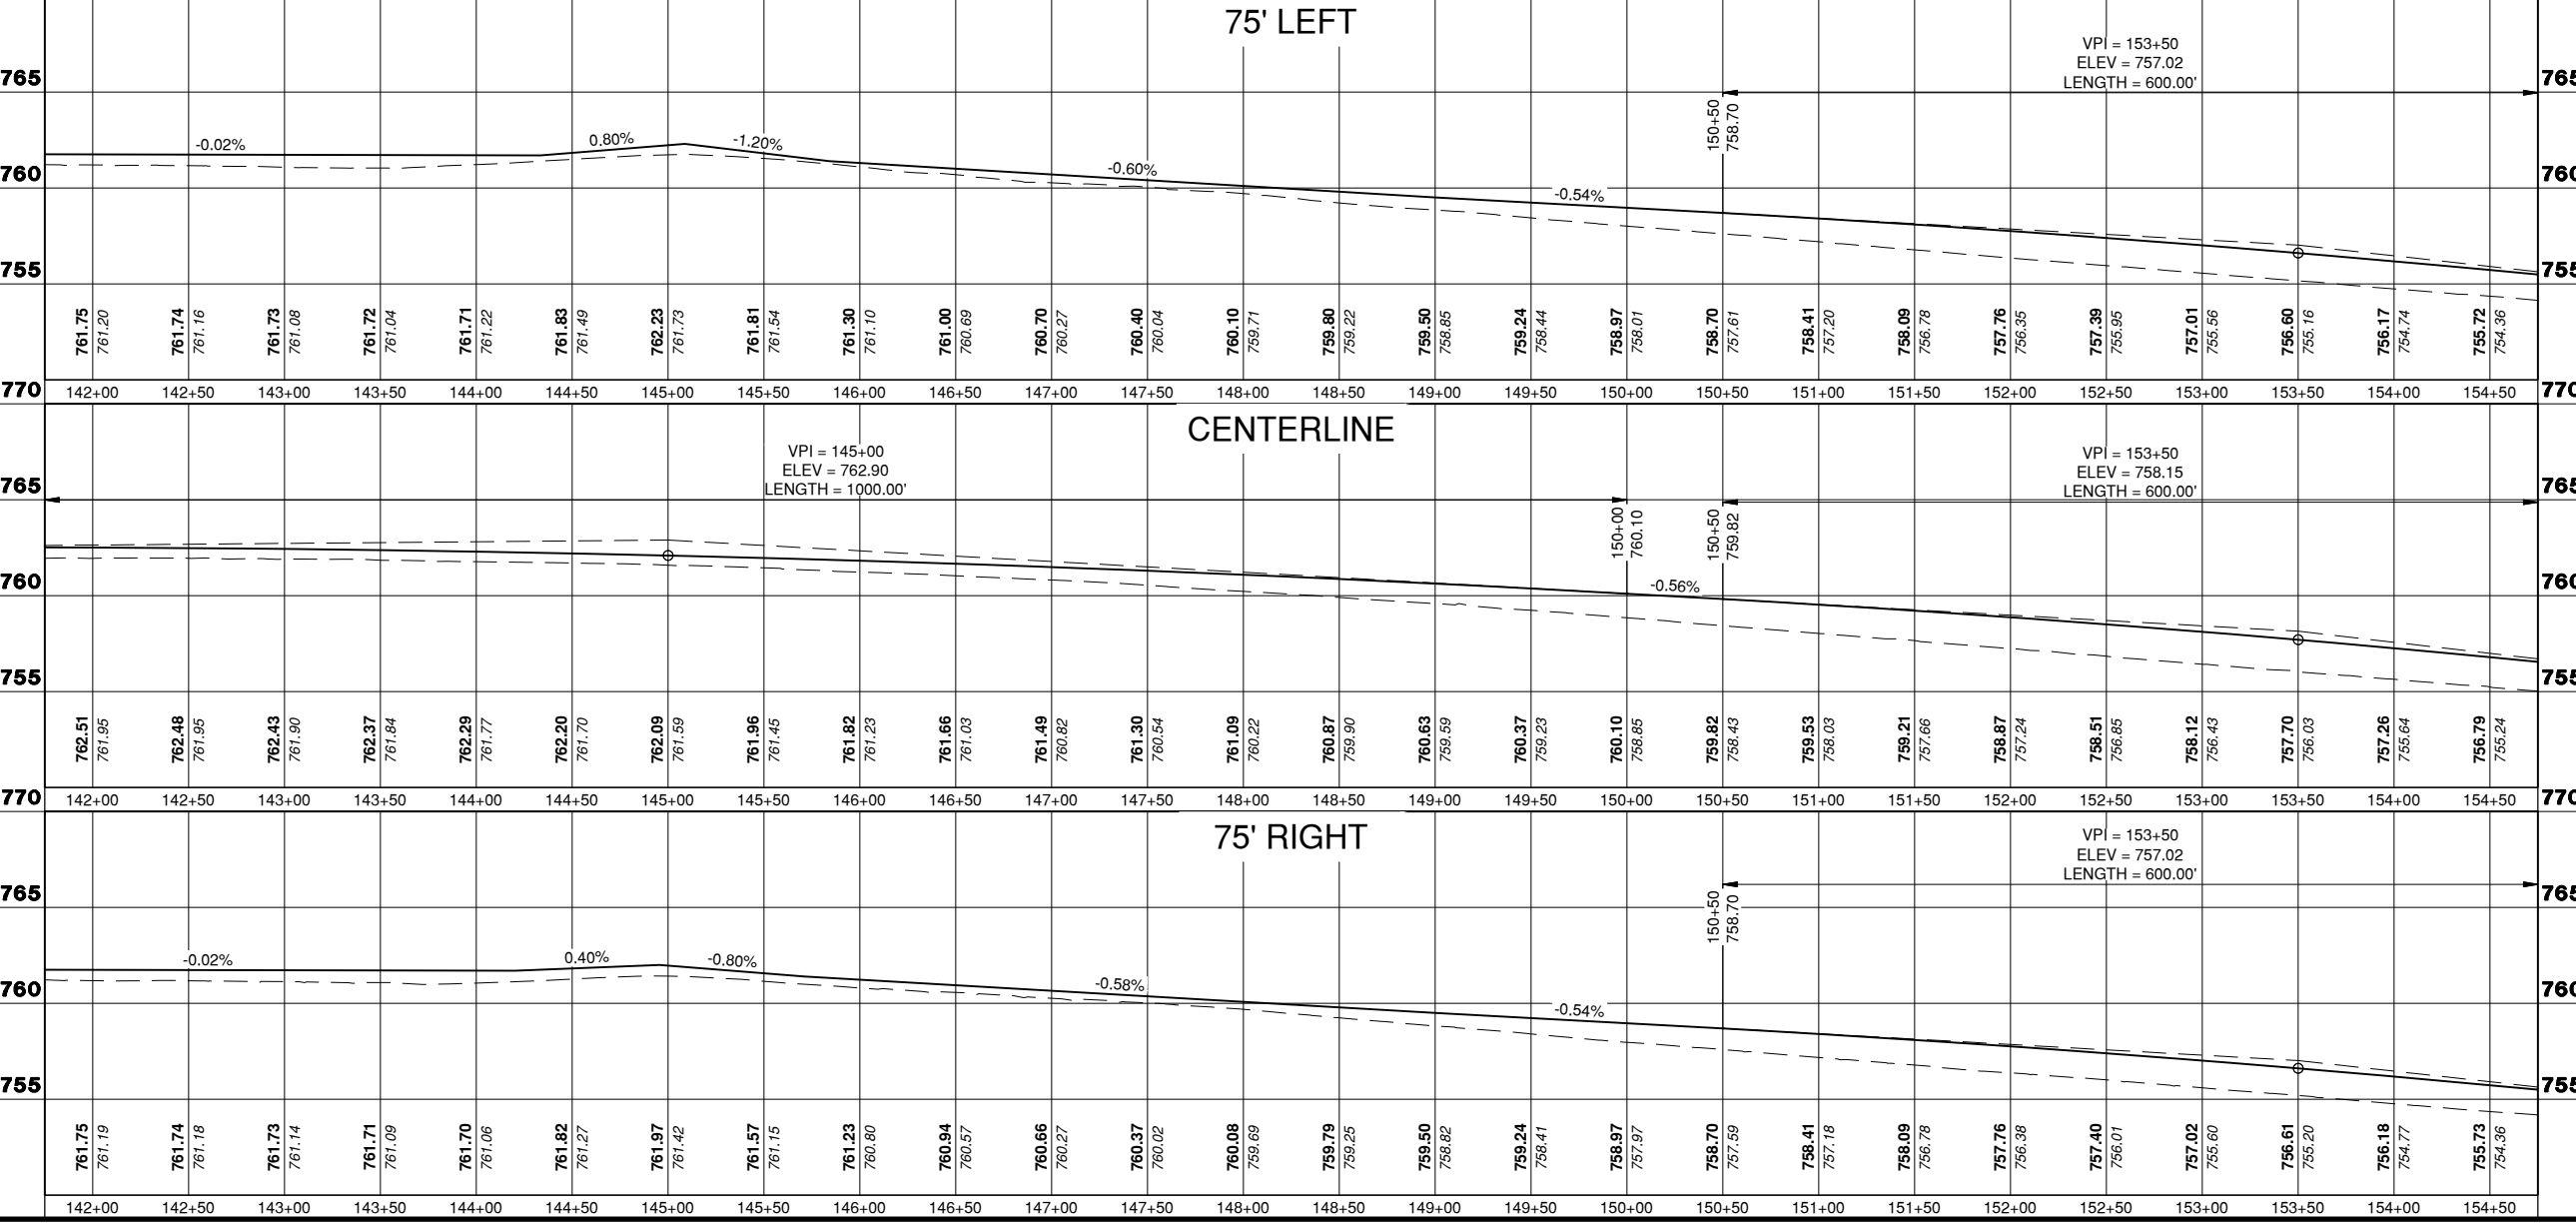 75' LEFT
VPI = 153+50
ELEV = 757.02
LENGTH = 600.00'
765 765
150+50
758.70
-0.02% 0.80% -1.20% -0.60% -0.54%
760 760
755 755
761.75 761.74 761.73 761.72 761.71 761.83 762.23 761.81 761.30 761.00 760.70 760.40 760.10 759.80 759.50 759.24 758.97 758.70 758.41 758.09 757.76 757.39 757.01 756.60 756.17 755.72
761.20 761.16 761.08 761.04 761.22 761.49 761.73 761.54 761.10 760.69 760.27 760.04 759.71 759.22 758.85 758.44 758.01 757.61 757.20 756.78 756.35 755.95 755.56 755.16 754.74 754.36
770 142+00 142+50 143+00 143+50 144+00 144+50 145+00 145+50 146+00 146+50 147+00 147+50 148+00 148+50 149+00 149+50 150+00 150+50 151+00 151+50 152+00 152+50 153+00 153+50 154+00 154+50 770
CENTERLINE
VPI = 145+00
ELEV = 762.90
LENGTH = 1000.00'
VPI = 153+50
ELEV = 758.15
LENGTH = 600.00'
765 765
150+00
760.10
150+50
759.82
760 -0.56% 760
755 755
762.51 762.48 762.43 762.37 762.29 762.20 762.09 761.96 761.82 761.66 761.49 761.30 761.09 760.87 760.63 760.37 760.10 759.82 759.53 759.21 758.87 758.51 758.12 757.70 757.26 756.79
761.95 761.95 761.90 761.84 761.77 761.70 761.59 761.45 761.23 761.03 760.82 760.54 760.22 759.90 759.59 759.23 758.85 758.43 758.03 757.66 757.24 756.85 756.43 756.03 755.64 755.24
770 142+00 142+50 143+00 143+50 144+00 144+50 145+00 145+50 146+00 146+50 147+00 147+50 148+00 148+50 149+00 149+50 150+00 150+50 151+00 151+50 152+00 152+50 153+00 153+50 154+00 154+50 770
75' RIGHT
VPI = 153+50
ELEV = 757.02
LENGTH = 600.00'
765 765
150+50
758.70
-0.02% 0.40% -0.80% -0.58% -0.54%
760 760
755 755
761.75 761.74 761.73 761.71 761.70 761.82 761.97 761.57 761.23 760.94 760.66 760.37 760.08 759.79 759.50 759.24 758.97 758.70 758.41 758.09 757.76 757.40 757.02 756.61 756.18 755.73
761.19 761.18 761.14 761.09 761.06 761.27 761.42 761.15 760.80 760.57 760.27 760.02 759.69 759.25 758.82 758.41 757.97 757.59 757.18 756.78 756.38 756.01 755.60 755.20 754.77 754.36
142+00 142+50 143+00 143+50 144+00 144+50 145+00 145+50 146+00 146+50 147+00 147+50 148+00 148+50 149+00 149+50 150+00 150+50 151+00 151+50 152+00 152+50 153+00 153+50 154+00 154+50